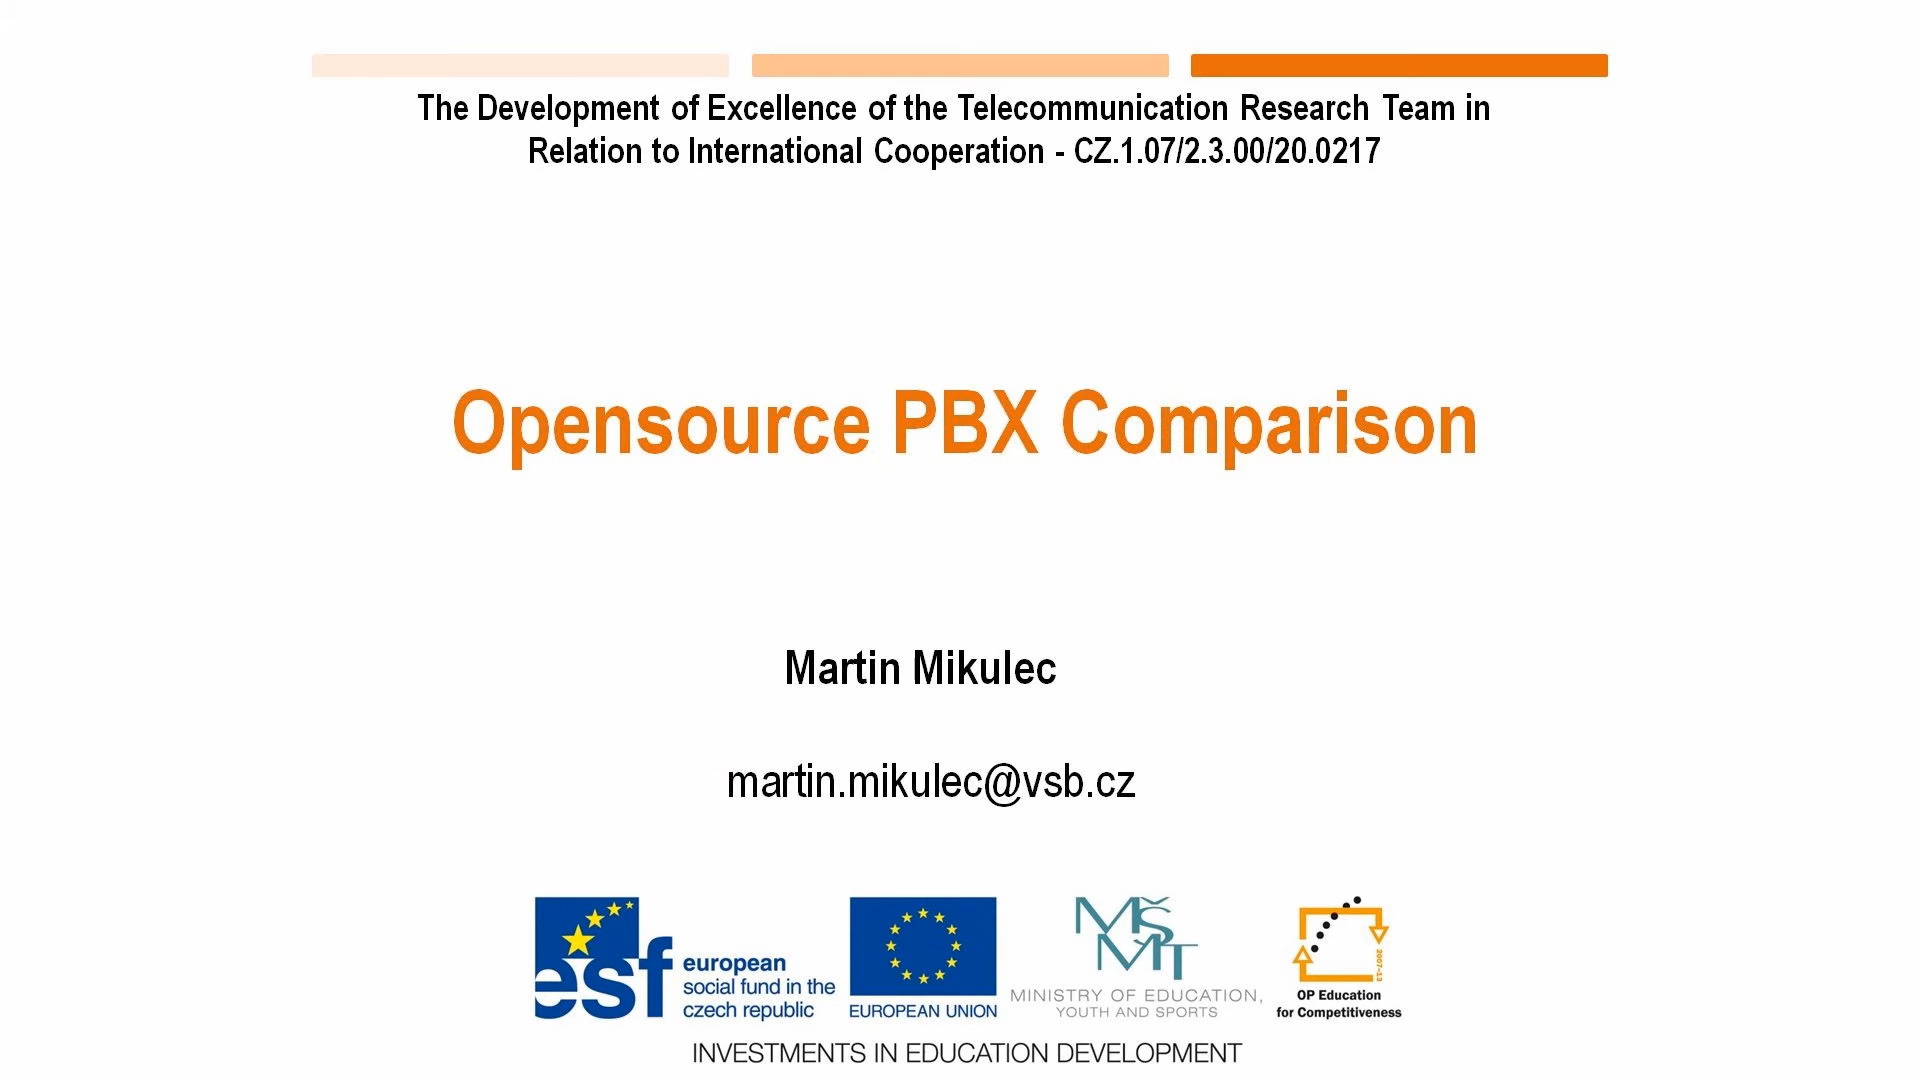 The Development of Excellence of the Telecommunication Research Team in
Relation to International Cooperation - CZ.1.07/2.3.00/20.0217
Opensource PBX Comparison
Martin Mikulec
martin.mikulec@vsb.cz
esf
european
social fund in the
czech republic
EUROPEAN UNION
MŠMT
MINISTRY OF EDUCATION,
YOUTH AND SPORTS
2007-13
OP Education
for Competitiveness
INVESTMENTS IN EDUCATION DEVELOPMENT